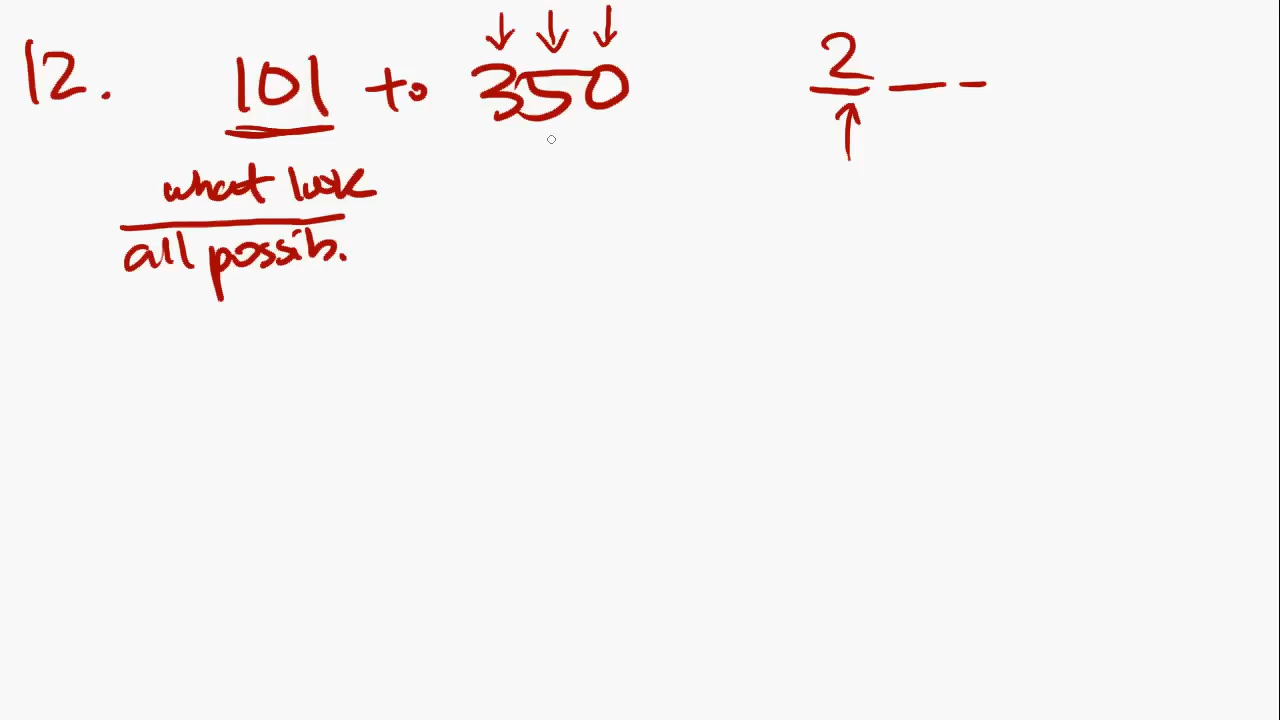 12. 101 to 350 2 _ _
what look
all possib.